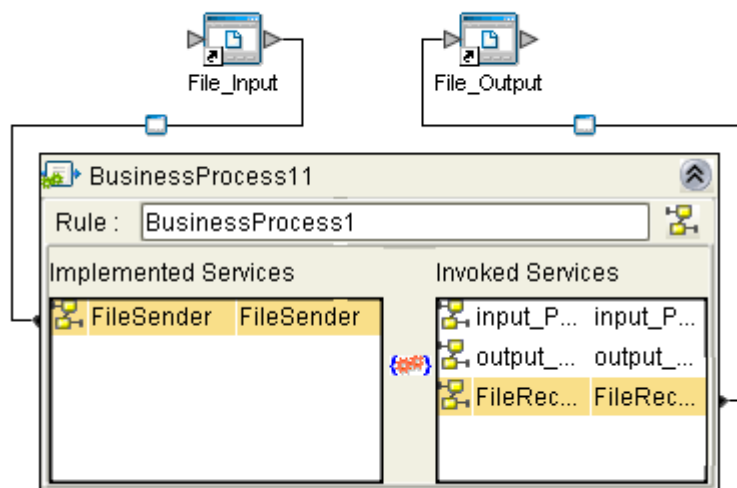 File_Input File_Output
BusinessProcess11
Rule : BusinessProcess1
Implemented Services Invoked Services
FileSender FileSender input_P... input_P...
output_... output_...
FileRec... FileRec...